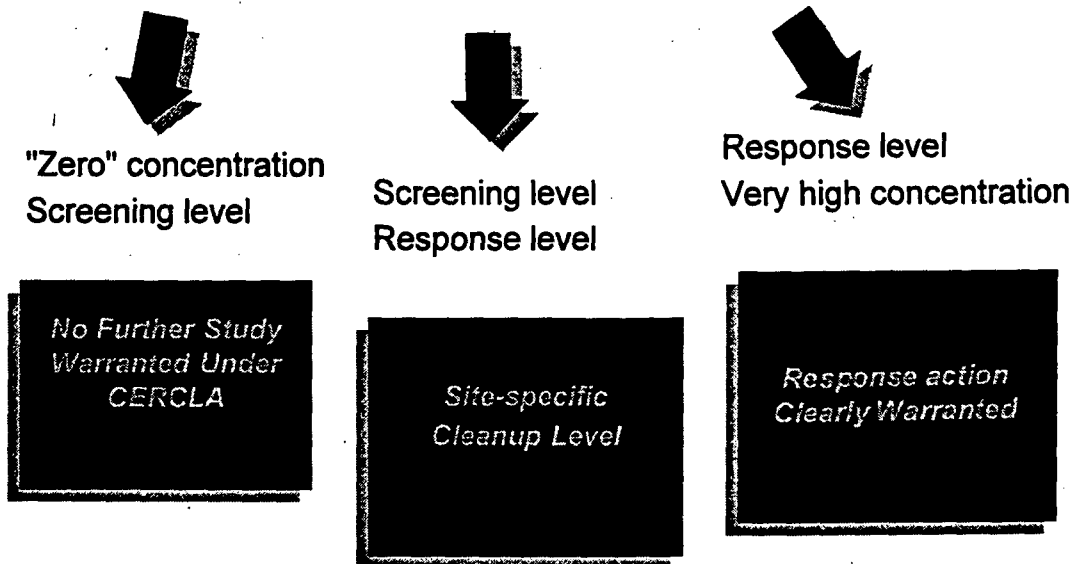 "Zero" concentration
Screening level
Screening level
Response level
Response level
Very high concentration
No Further Study
Warranted Under
CERCLA
Site-specific
Cleanup Level
Response action
Clearly Warranted